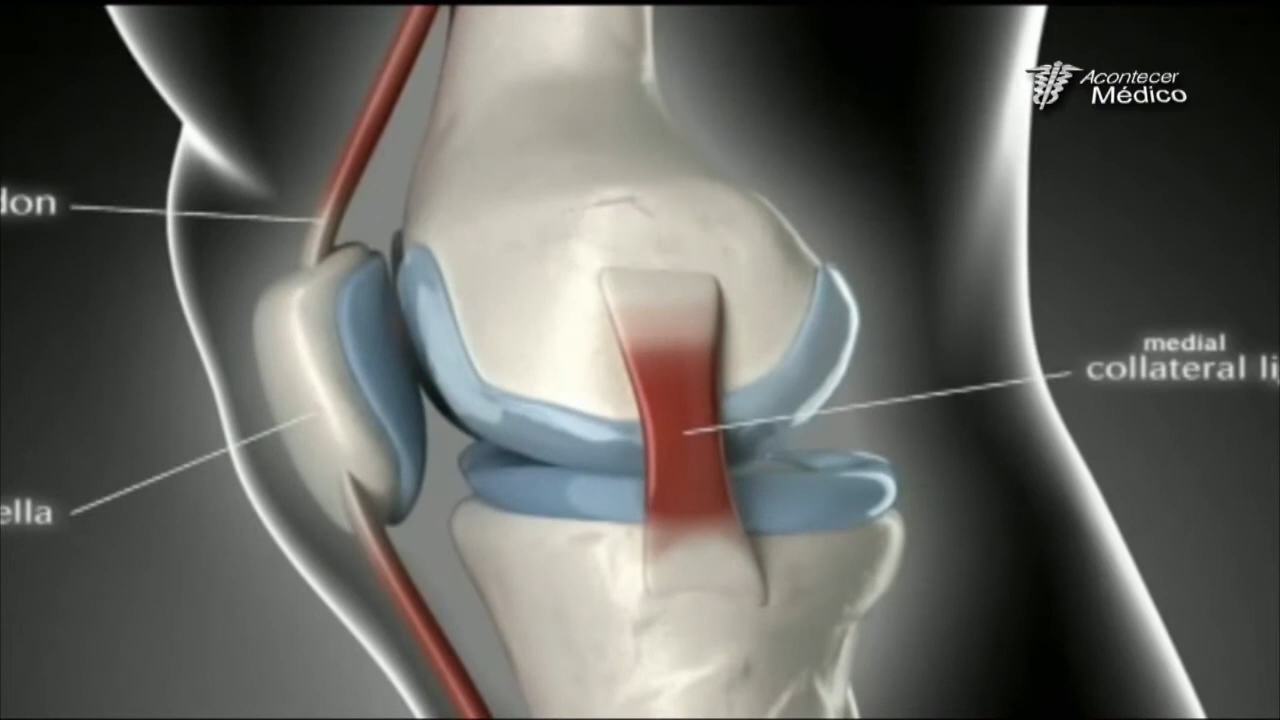 Acontecer
Médico
don
medial
collateral li
ella